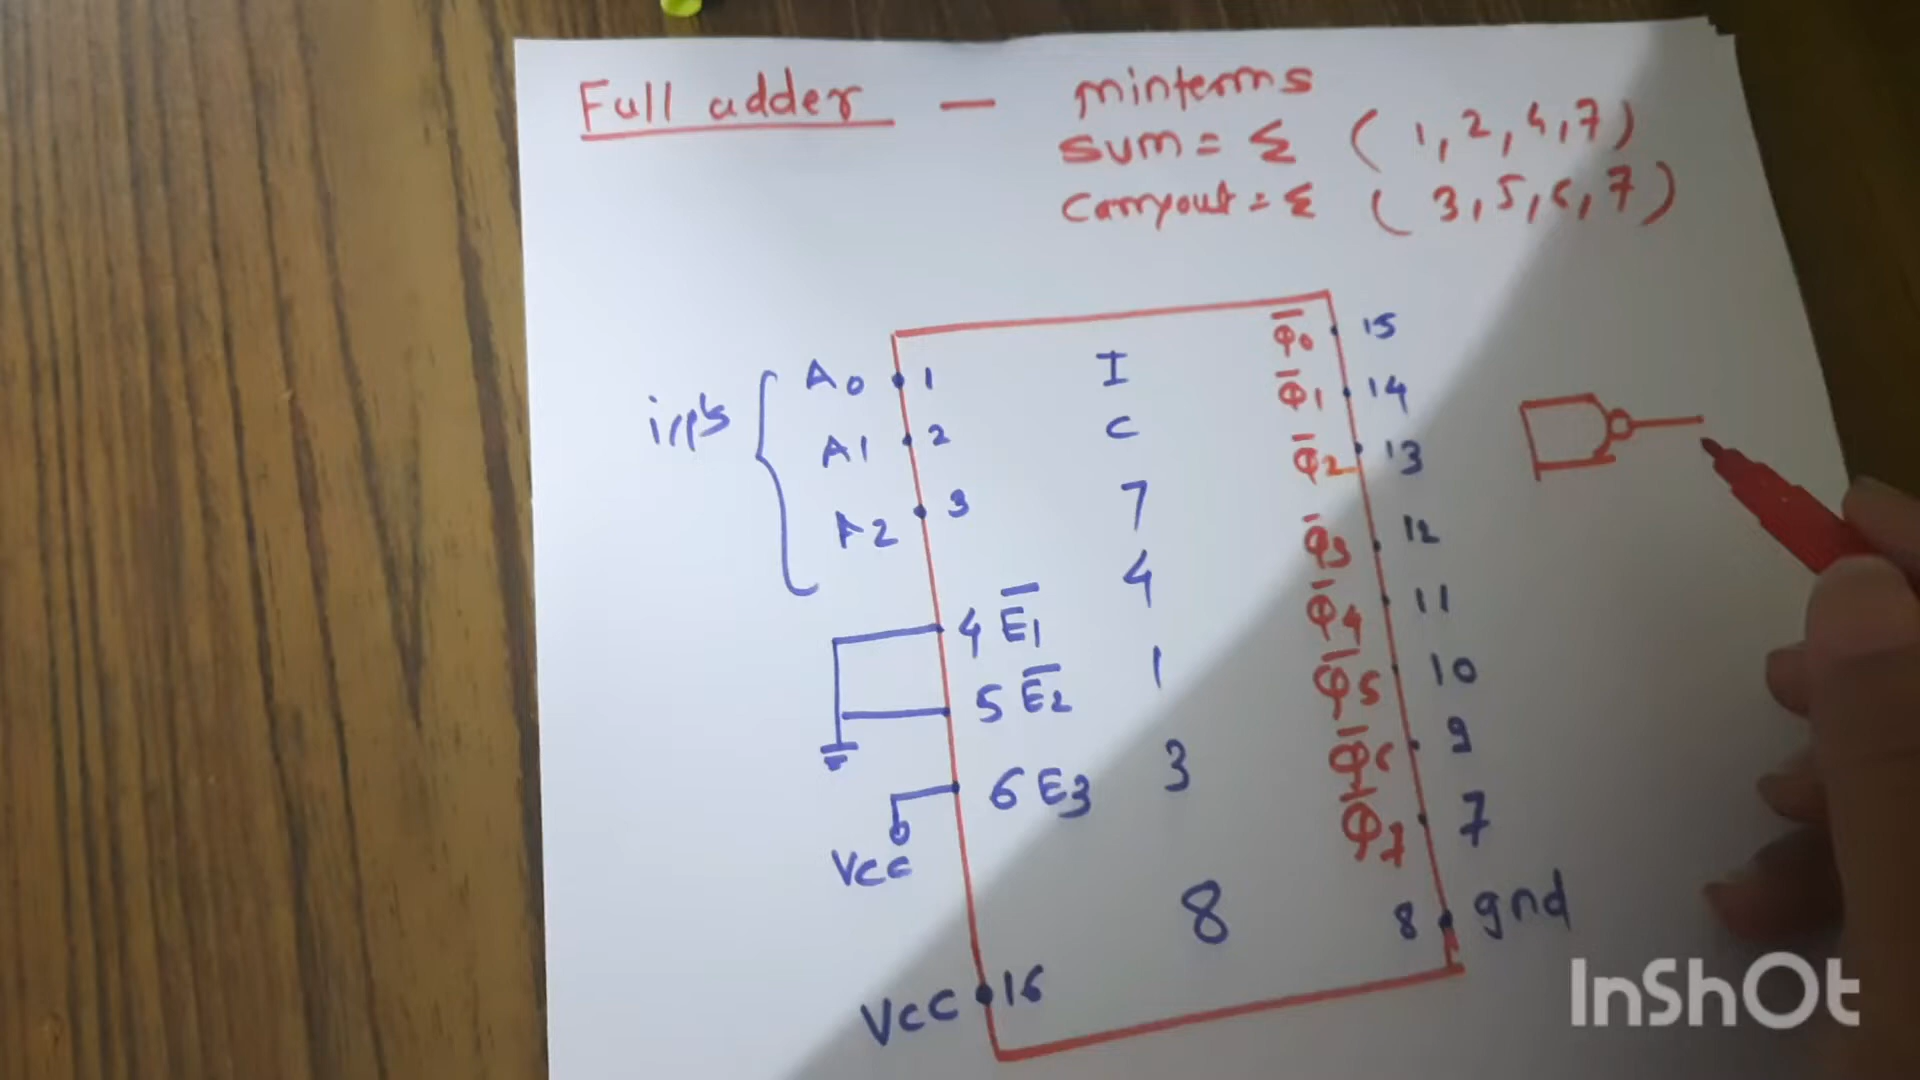 Full adder — minterms
sum = Σ ( 1, 2, 4, 7)
Carryout = Σ ( 3, 5, 6, 7)
i/p's
A0 1
A1 2
A2 3
4 E̅1
5 E̅2
6 E3
Vcc
Vcc 16
I
C
7
4
1
3
8
Q̅0 15
Q̅1 14
Q̅2 13
Q̅3 12
Q̅4 11
Q̅5 10
Q̅6 9
Q̅7 7
8 gnd
InShOt